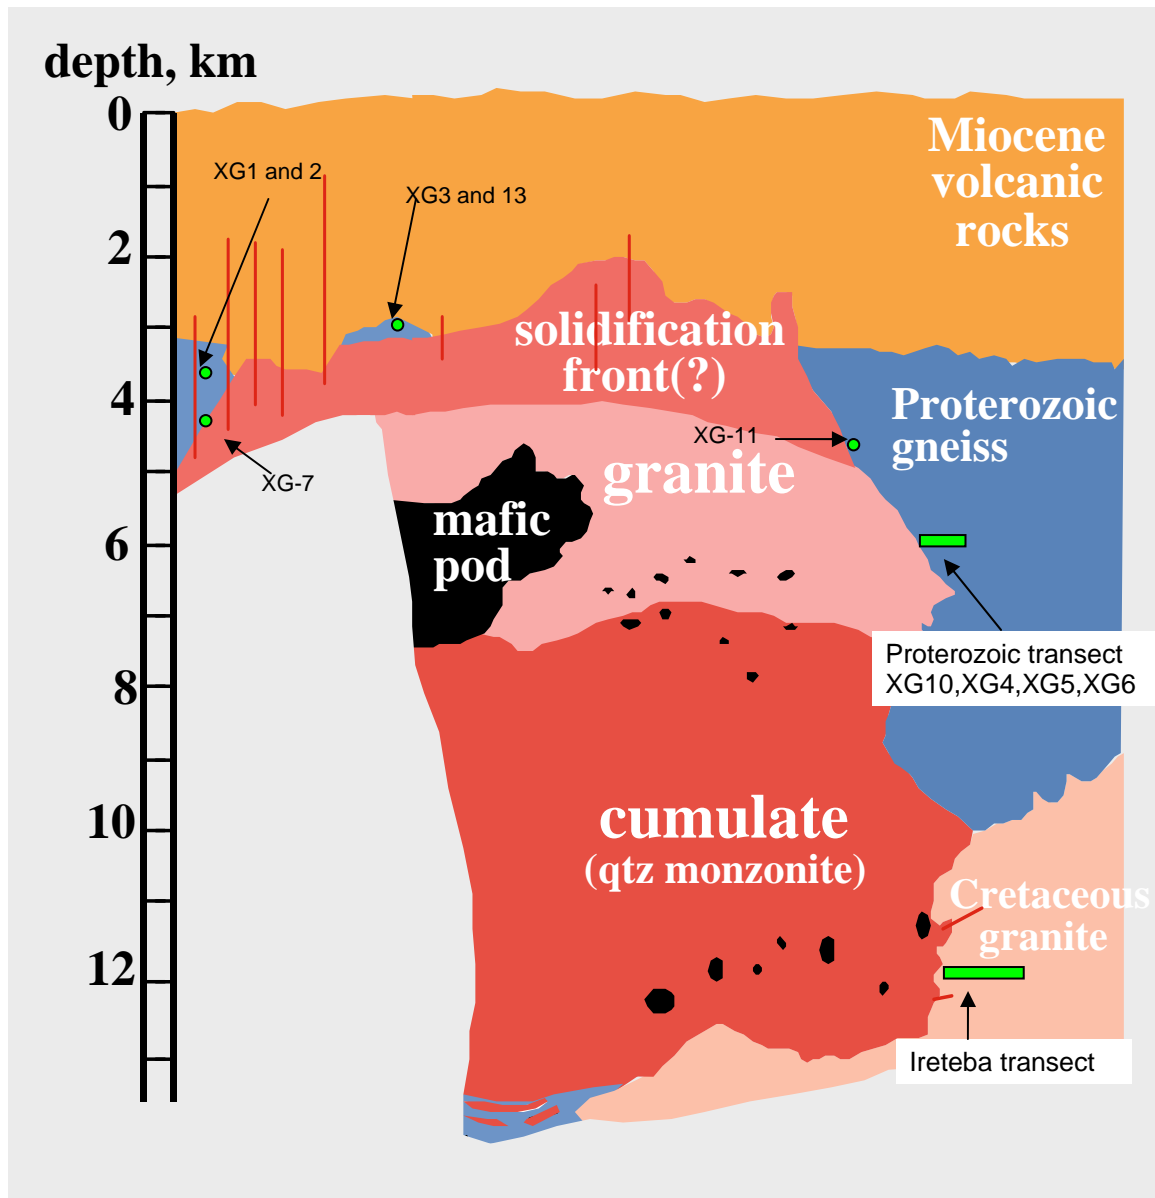 depth, km
0
Miocene
volcanic
rocks
XG1 and 2
XG3 and 13
2
solidification
front(?)
4
Proterozoic
gneiss
XG-11
granite
XG-7
mafic
pod
6
Proterozoic transect
XG10,XG4,XG5,XG6
8
cumulate
(qtz monzonite)
10
Cretaceous
granite
12
Ireteba transect